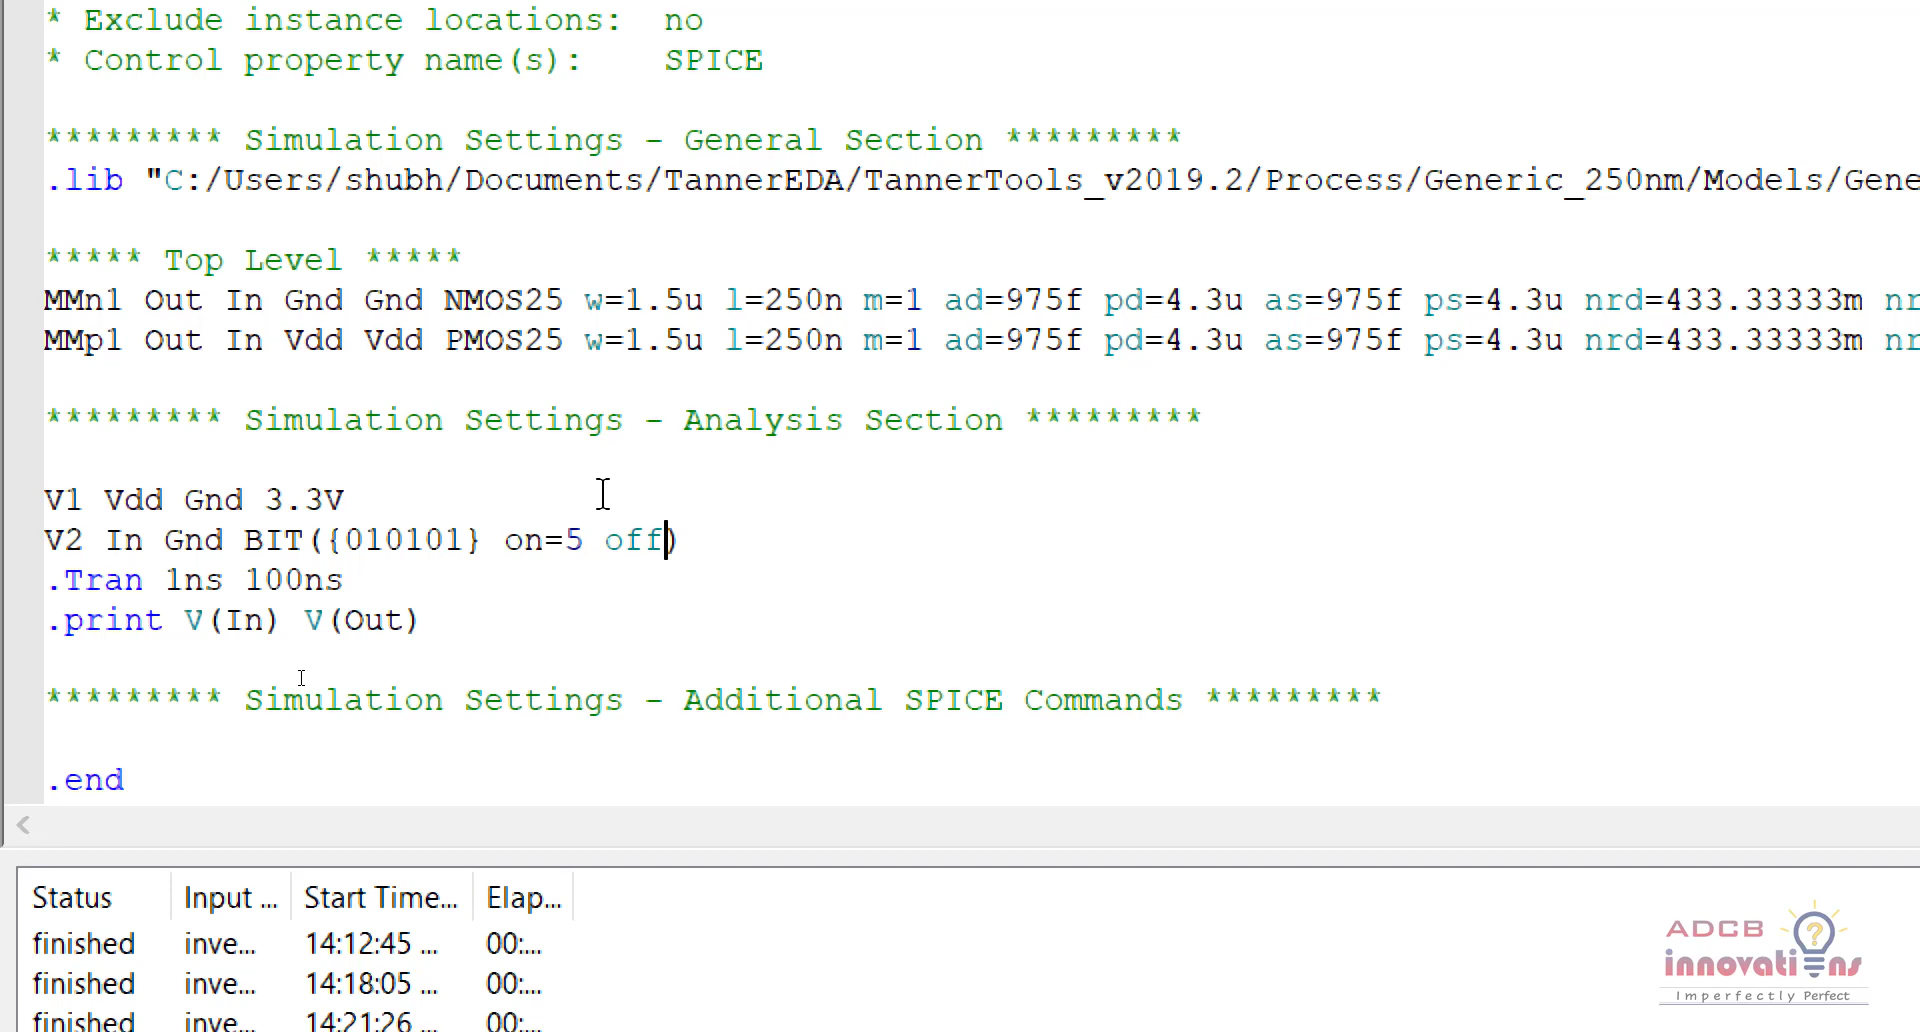 * Exclude instance locations: no
* Control property name(s): SPICE
********* Simulation Settings - General Section *********
.lib "C:/Users/shubh/Documents/TannerEDA/TannerTools_v2019.2/Process/Generic_250nm/Models/Gene
***** Top Level *****
MMn1 Out In Gnd Gnd NMOS25 w=1.5u l=250n m=1 ad=975f pd=4.3u as=975f ps=4.3u nrd=433.33333m nr
MMp1 Out In Vdd Vdd PMOS25 w=1.5u l=250n m=1 ad=975f pd=4.3u as=975f ps=4.3u nrd=433.33333m nr
********* Simulation Settings - Analysis Section *********
V1 Vdd Gnd 3.3V
V2 In Gnd BIT({010101} on=5 off)
.Tran 1ns 100ns
.print V(In) V(Out)
********* Simulation Settings - Additional SPICE Commands *********
.end
Status Input ... Start Time... Elap...
finished inve... 14:12:45 ... 00:...
finished inve... 14:18:05 ... 00:...
finished inve... 14:21:26 ... 00:...
ADCB
innovations
Imperfectly Perfect